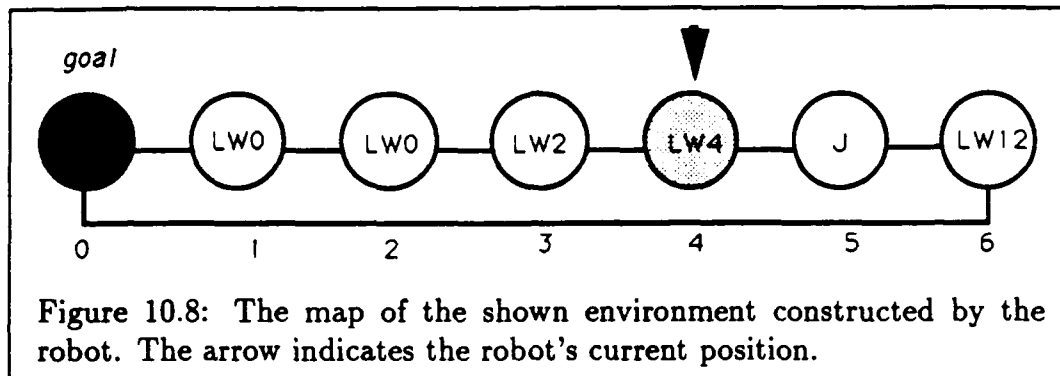 goal
LW0 LW0 LW2 LW4 J LW12
0 1 2 3 4 5 6
Figure 10.8: The map of the shown environment constructed by the
robot. The arrow indicates the robot's current position.